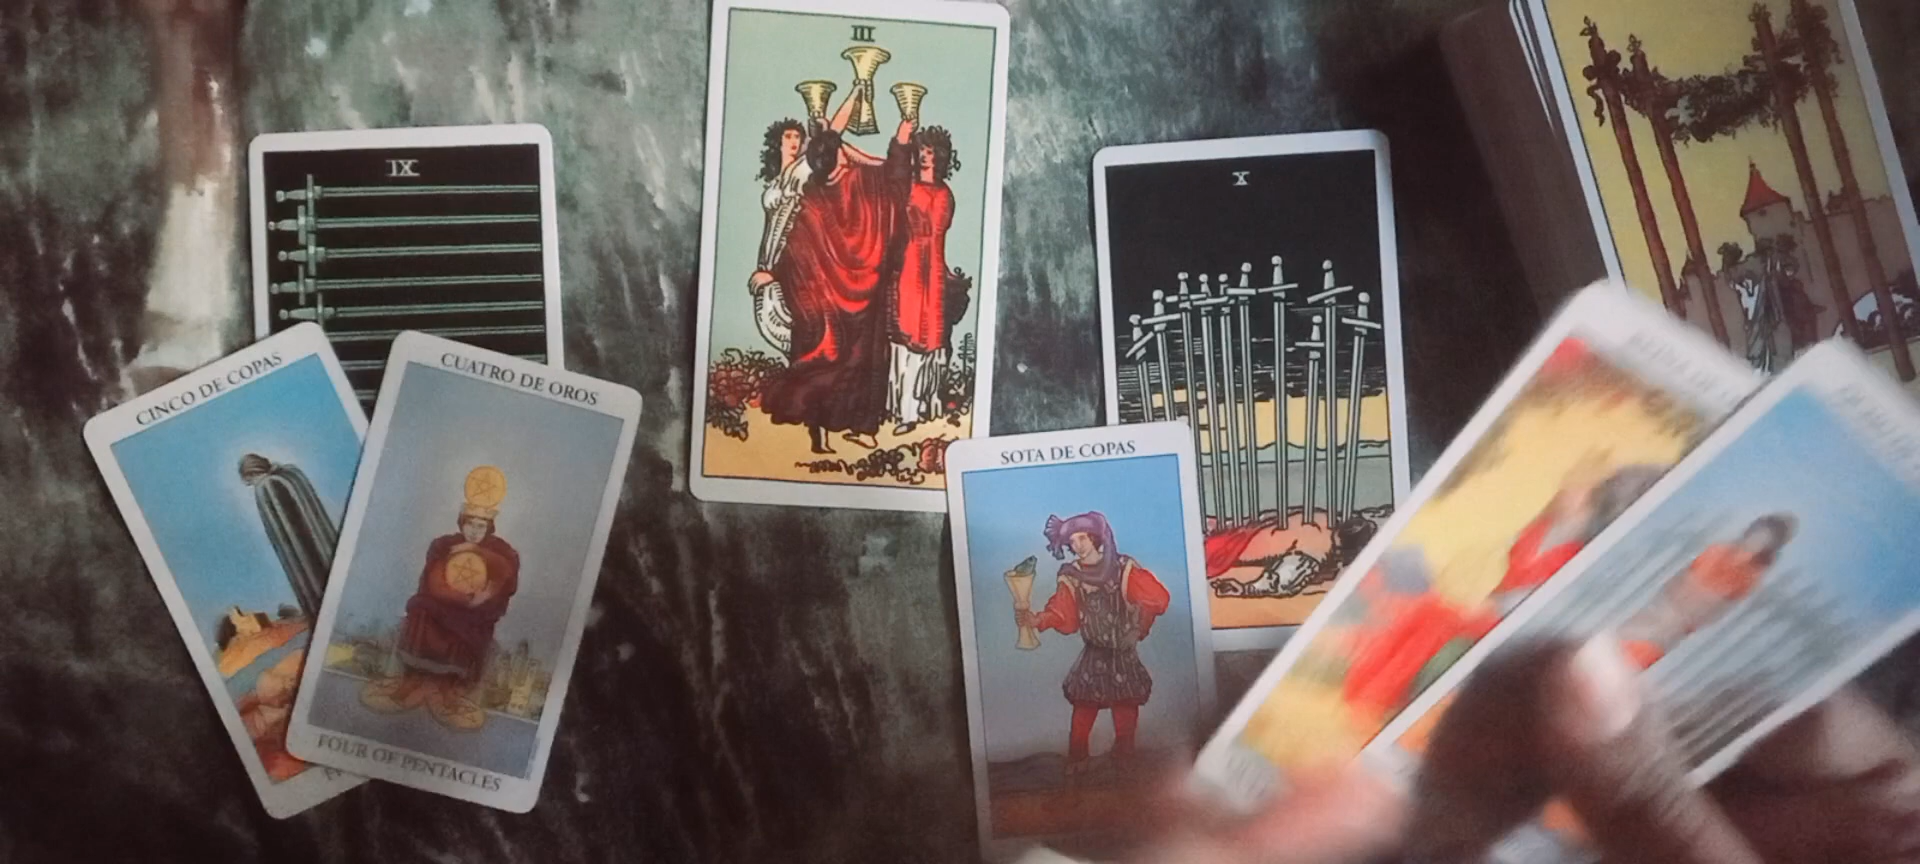 III
IX
X
CINCO DE COPAS
CUATRO DE OROS
SOTA DE COPAS
FOUR OF PENTACLES